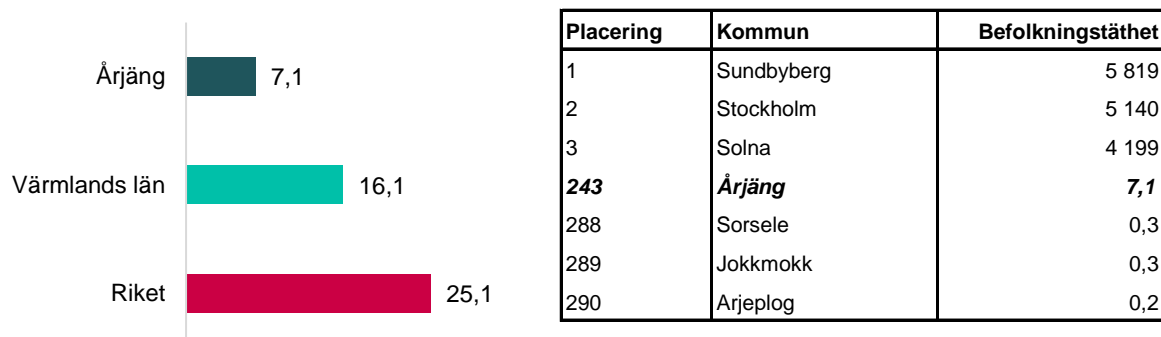 Årjäng 7,1
Värmlands län 16,1
Riket 25,1
Placering Kommun Befolkningstäthet
1 Sundbyberg 5 819
2 Stockholm 5 140
3 Solna 4 199
243 Årjäng 7,1
288 Sorsele 0,3
289 Jokkmokk 0,3
290 Arjeplog 0,2